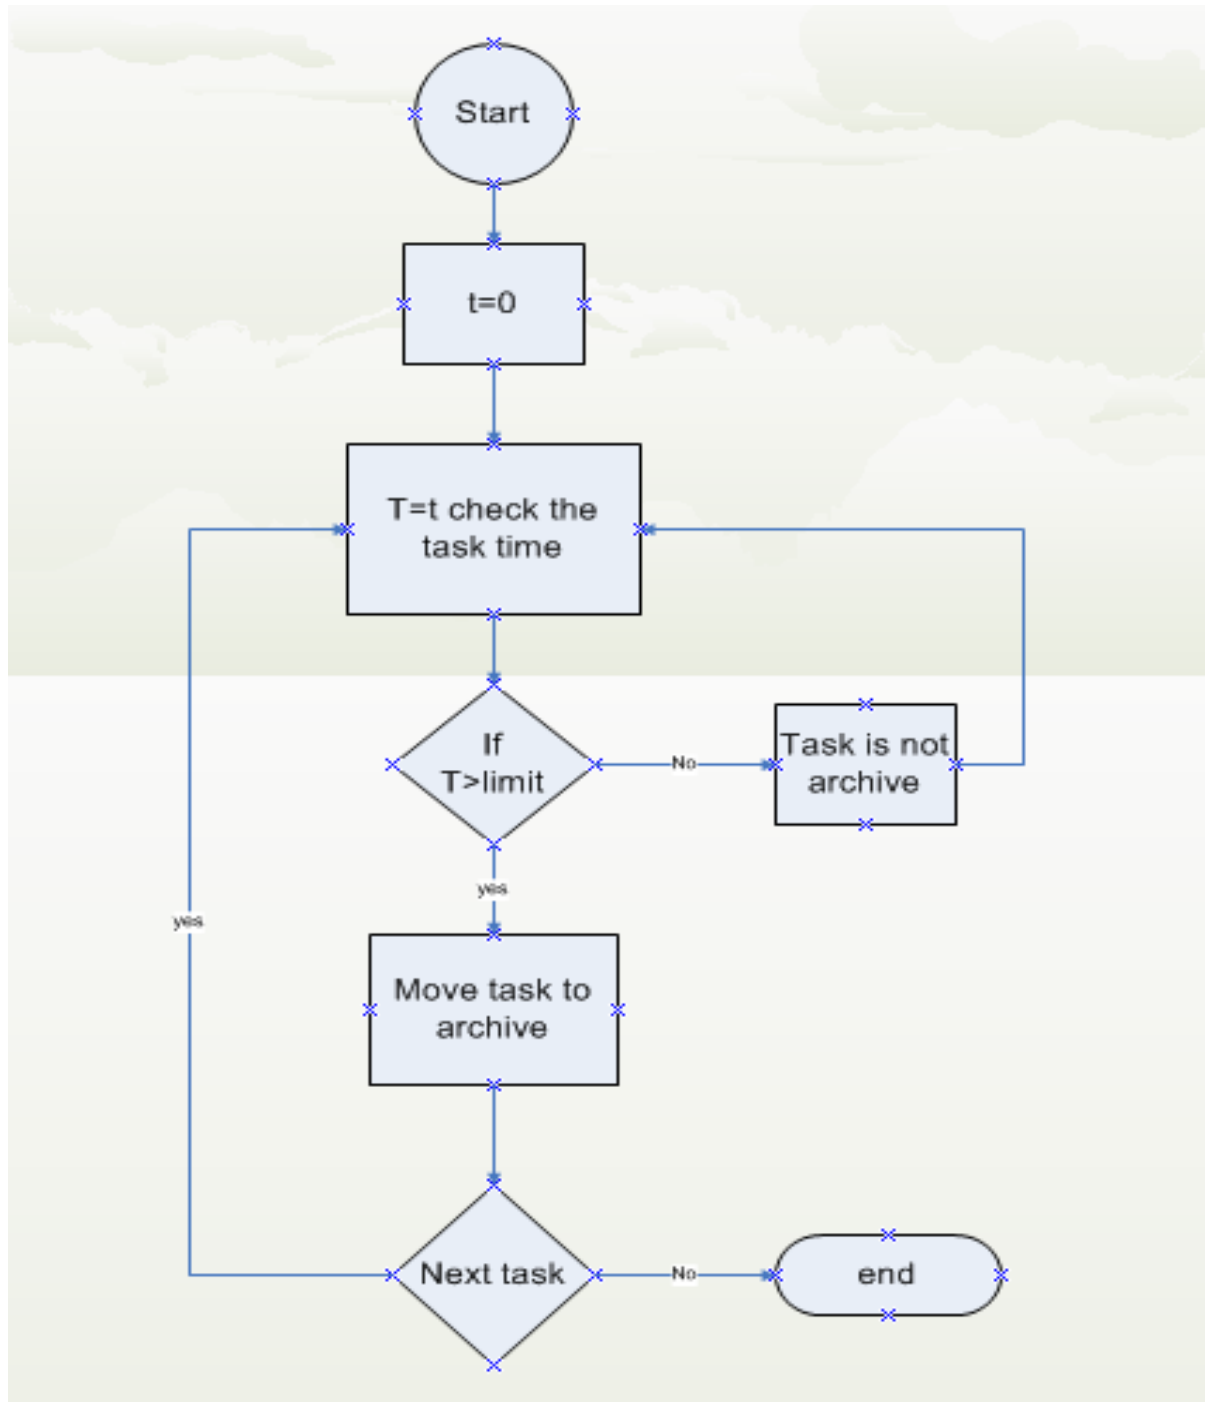 Start
t=0
T=t check the
task time
If
T>limit
No
Task is not
archive
yes
yes
Move task to
archive
Next task
No
end